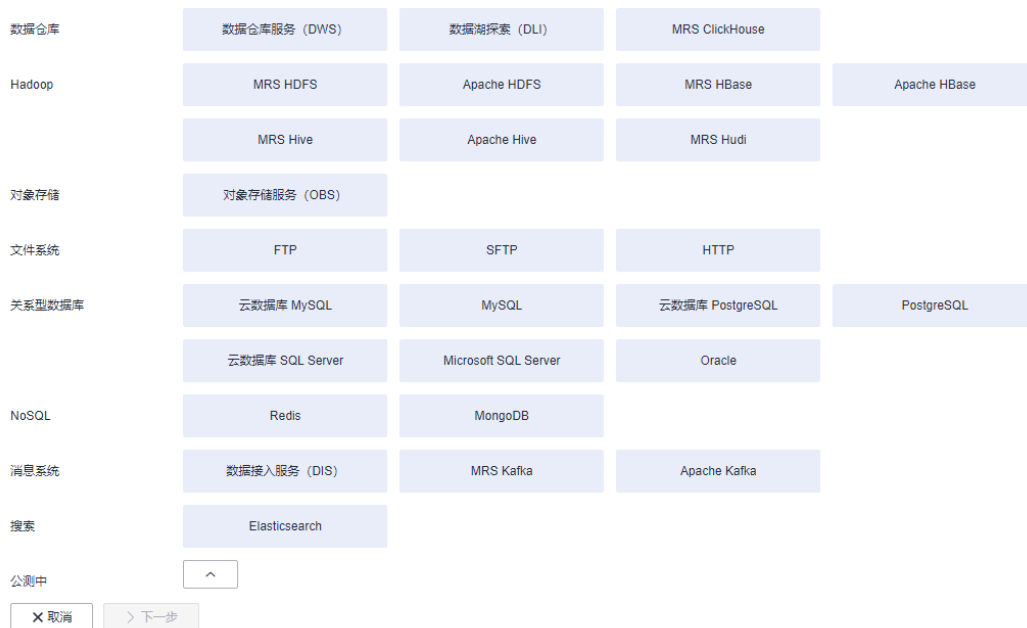 数据仓库 数据仓库服务（DWS） 数据湖探索（DLI） MRS ClickHouse
Hadoop MRS HDFS Apache HDFS MRS HBase Apache HBase
MRS Hive Apache Hive MRS Hudi
对象存储 对象存储服务（OBS）
文件系统 FTP SFTP HTTP
关系型数据库 云数据库 MySQL MySQL 云数据库 PostgreSQL PostgreSQL
云数据库 SQL Server Microsoft SQL Server Oracle
NoSQL Redis MongoDB
消息系统 数据接入服务（DIS） MRS Kafka Apache Kafka
搜索 Elasticsearch
公测中
取消 下一步